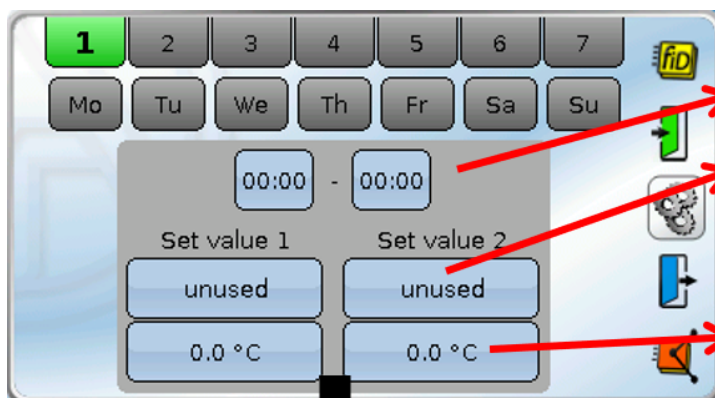 1 2 3 4 5 6 7
fiD
Mo Tu We Th Fr Sa Su
00:00 - 00:00
Set value 1 Set value 2
unused unused
0.0 °C 0.0 °C